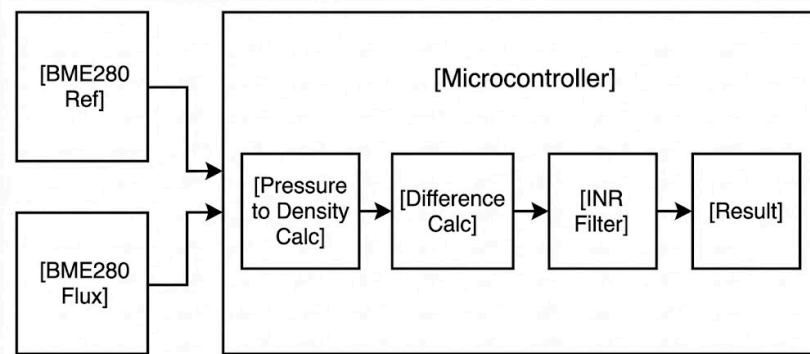 [BME280
Ref]
[Microcontroller]
[Pressure
to Density
Calc]
[Difference
Calc]
[INR
Filter]
[Result]
[BME280
Flux]